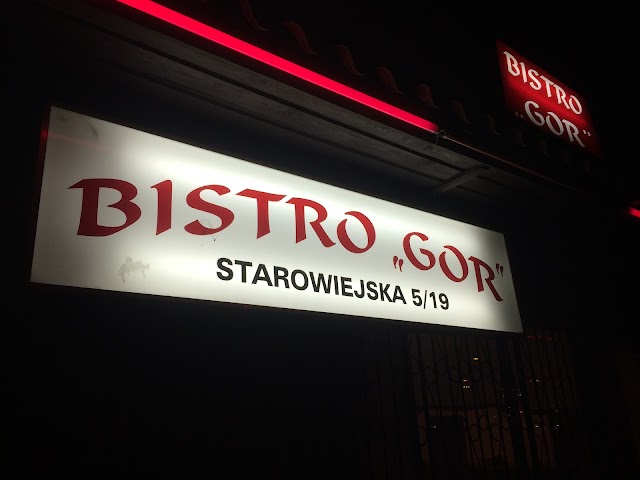 BISTRO „GOR"
STAROWIEJSKA 5/19
BISTRO
„GOR"